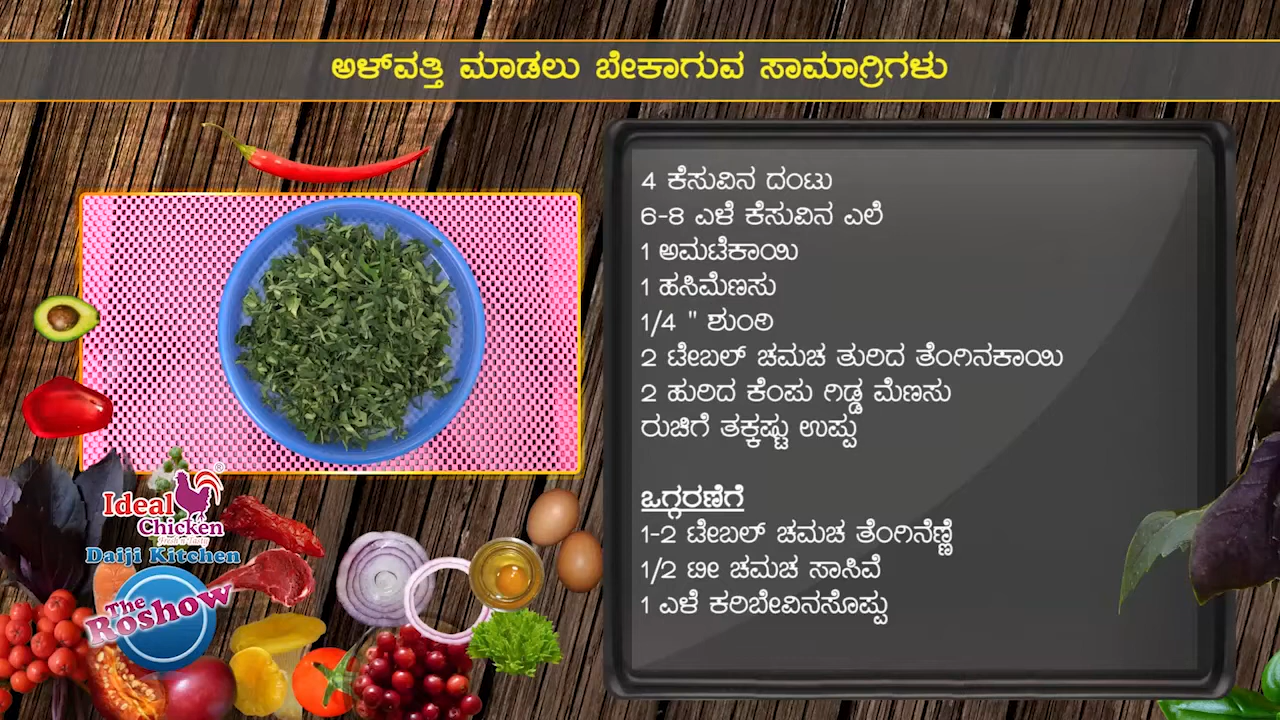 ಅಳ್‌ವತ್ತಿ ಮಾಡಲು ಬೇಕಾಗುವ ಸಾಮಾಗ್ರಿಗಳು
4 ಕೆಸುವಿನ ದಂಟು
6-8 ಎಳೆ ಕೆಸುವಿನ ಎಲೆ
1 ಅಮಟೆಕಾಯಿ
1 ಹಸಿಮೆಣಸು
1/4 " ಶುಂಠಿ
2 ಟೇಬಲ್ ಚಮಚ ತುರಿದ ತೆಂಗಿನಕಾಯಿ
2 ಹುರಿದ ಕೆಂಪು ಗಿಡ್ಡ ಮೆಣಸು
ರುಚಿಗೆ ತಕ್ಕಷ್ಟು ಉಪ್ಪು
ಒಗ್ಗರಣೆಗೆ
1-2 ಟೇಬಲ್ ಚಮಚ ತೆಂಗಿನೆಣ್ಣೆ
1/2 ಟೀ ಚಮಚ ಸಾಸಿವೆ
1 ಎಳೆ ಕರಿಬೇವಿನಸೊಪ್ಪು
Ideal ®
Chicken
Fresh n Tasty
Daiji Kitchen
The
Roshow